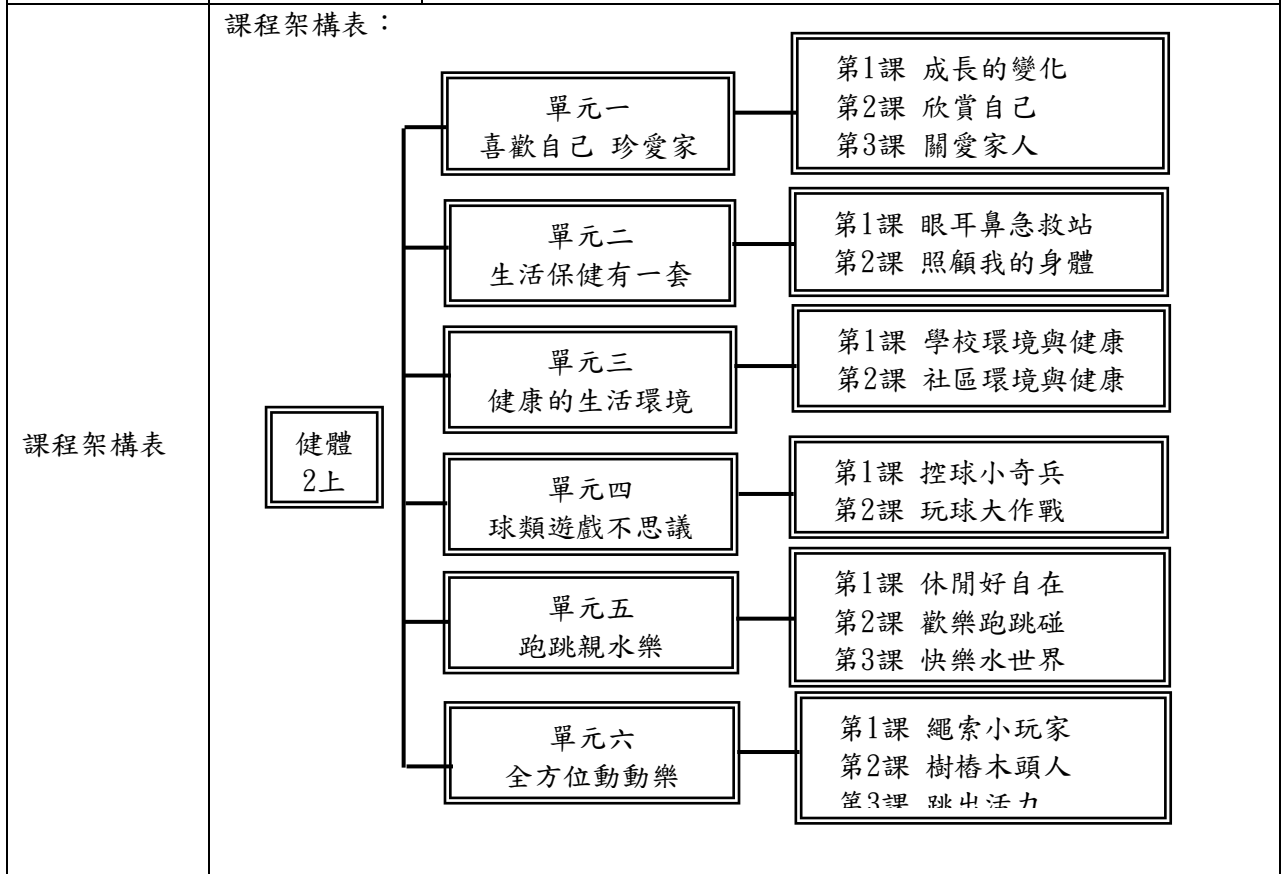 課程架構表
課程架構表：
健體
2上
單元一
喜歡自己 珍愛家
第1課 成長的變化
第2課 欣賞自己
第3課 關愛家人
單元二
生活保健有一套
第1課 眼耳鼻急救站
第2課 照顧我的身體
單元三
健康的生活環境
第1課 學校環境與健康
第2課 社區環境與健康
單元四
球類遊戲不思議
第1課 控球小奇兵
第2課 玩球大作戰
單元五
跑跳親水樂
第1課 休閒好自在
第2課 歡樂跑跳碰
第3課 快樂水世界
單元六
全方位動動樂
第1課 繩索小玩家
第2課 樹樁木頭人
第3課 跳出活力